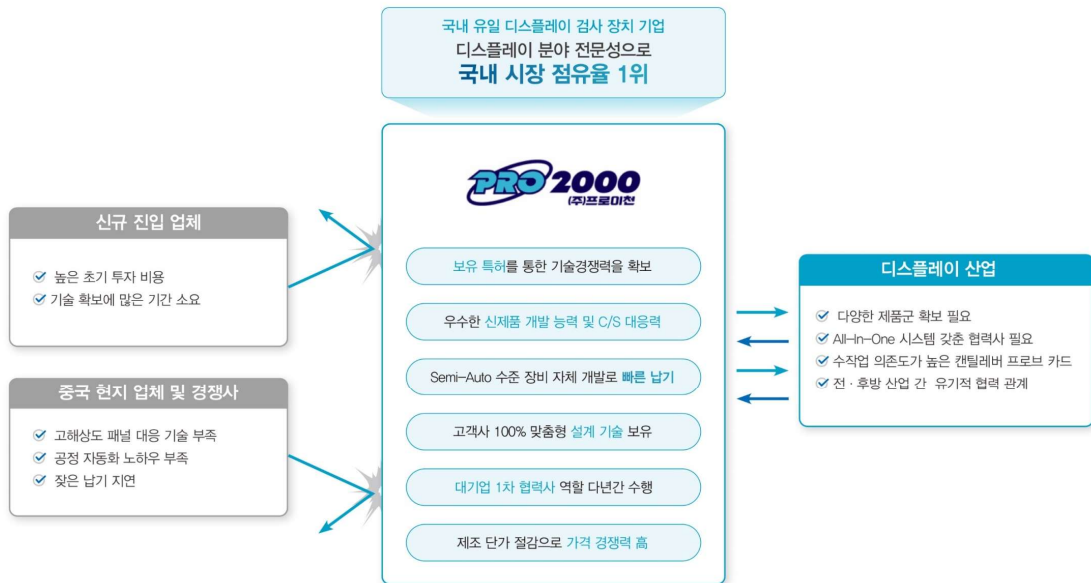 국내 유일 디스플레이 검사 장치 기업
디스플레이 분야 전문성으로
국내 시장 점유율 1위
PRO 2000
(주)프로이천
신규 진입 업체
높은 초기 투자 비용
기술 확보에 많은 기간 소요
중국 현지 업체 및 경쟁사
고해상도 패널 대응 기술 부족
공정 자동화 노하우 부족
잦은 납기 지연
보유 특허를 통한 기술경쟁력을 확보
우수한 신제품 개발 능력 및 C/S 대응력
Semi-Auto 수준 장비 자체 개발로 빠른 납기
고객사 100% 맞춤형 설계 기술 보유
대기업 1차 협력사 역할 다년간 수행
제조 단가 절감으로 가격 경쟁력 高
디스플레이 산업
다양한 제품군 확보 필요
All-In-One 시스템 갖춘 협력사 필요
수작업 의존도가 높은 캔틸레버 프로브 카드
전 · 후방 산업 간 유기적 협력 관계